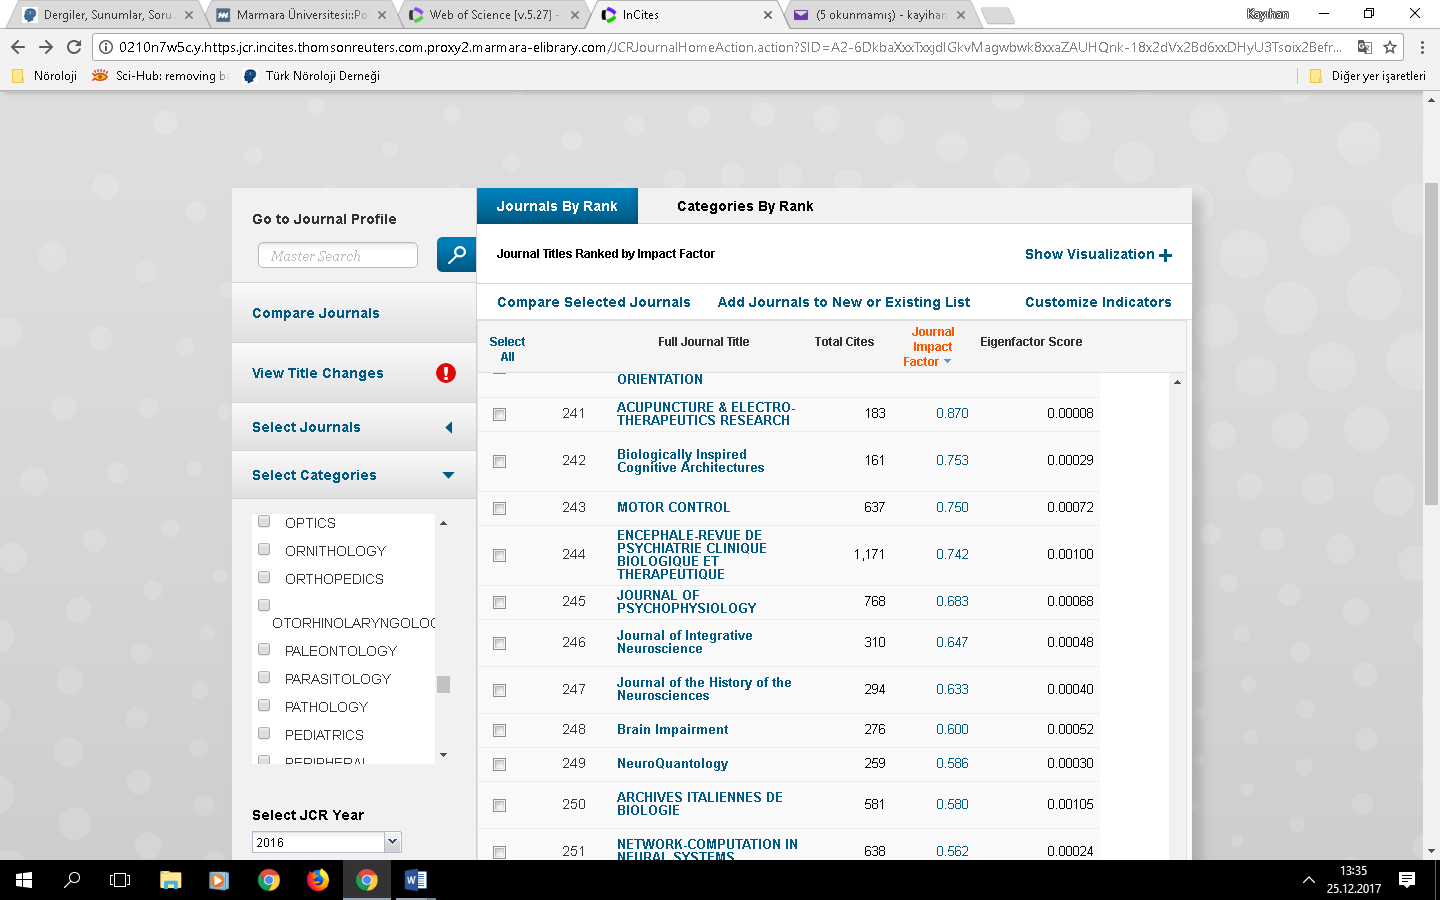 Dergiler, Sunumlar, Soru
Marmara Üniversitesi::Po
Web of Science [v.5.27] -
InCites
(5 okunmamış) - kayihan
Kayıhan
0210n7w5c.y.https.jcr.incites.thomsonreuters.com.proxy2.marmara-elibrary.com/JCRJournalHomeAction.action?SID=A2-6DkbaXxxTxxjdIGkvMagwbwk8xxaZAUHQnk-18x2dVx2Bd6xxDHyU3Tsoix2Befr...
Nöroloji
Sci-Hub: removing b
Türk Nöroloji Derneği
Diğer yer işaretleri
Go to Journal Profile
Master Search
Compare Journals
View Title Changes
Select Journals
Select Categories
OPTICS
ORNITHOLOGY
ORTHOPEDICS
OTORHINOLARYNGOLOG
PALEONTOLOGY
PARASITOLOGY
PATHOLOGY
PEDIATRICS
PERIPHERAL
Select JCR Year
2016
Journals By Rank
Categories By Rank
Journal Titles Ranked by Impact Factor
Show Visualization +
Compare Selected Journals
Add Journals to New or Existing List
Customize Indicators
Select All
Full Journal Title
Total Cites
Journal Impact Factor
Eigenfactor Score
ORIENTATION
241 ACUPUNCTURE & ELECTRO- 183 0.870 0.00008
THERAPEUTICS RESEARCH
242 Biologically Inspired 161 0.753 0.00029
Cognitive Architectures
243 MOTOR CONTROL 637 0.750 0.00072
244 ENCEPHALE-REVUE DE 1,171 0.742 0.00100
PSYCHIATRIE CLINIQUE
BIOLOGIQUE ET
THERAPEUTIQUE
245 JOURNAL OF 768 0.683 0.00068
PSYCHOPHYSIOLOGY
246 Journal of Integrative 310 0.647 0.00048
Neuroscience
247 Journal of the History of the 294 0.633 0.00040
Neurosciences
248 Brain Impairment 276 0.600 0.00052
249 NeuroQuantology 259 0.586 0.00030
250 ARCHIVES ITALIENNES DE 581 0.580 0.00105
BIOLOGIE
251 NETWORK-COMPUTATION IN 638 0.562 0.00024
NEURAL SYSTEMS
13:35
25.12.2017